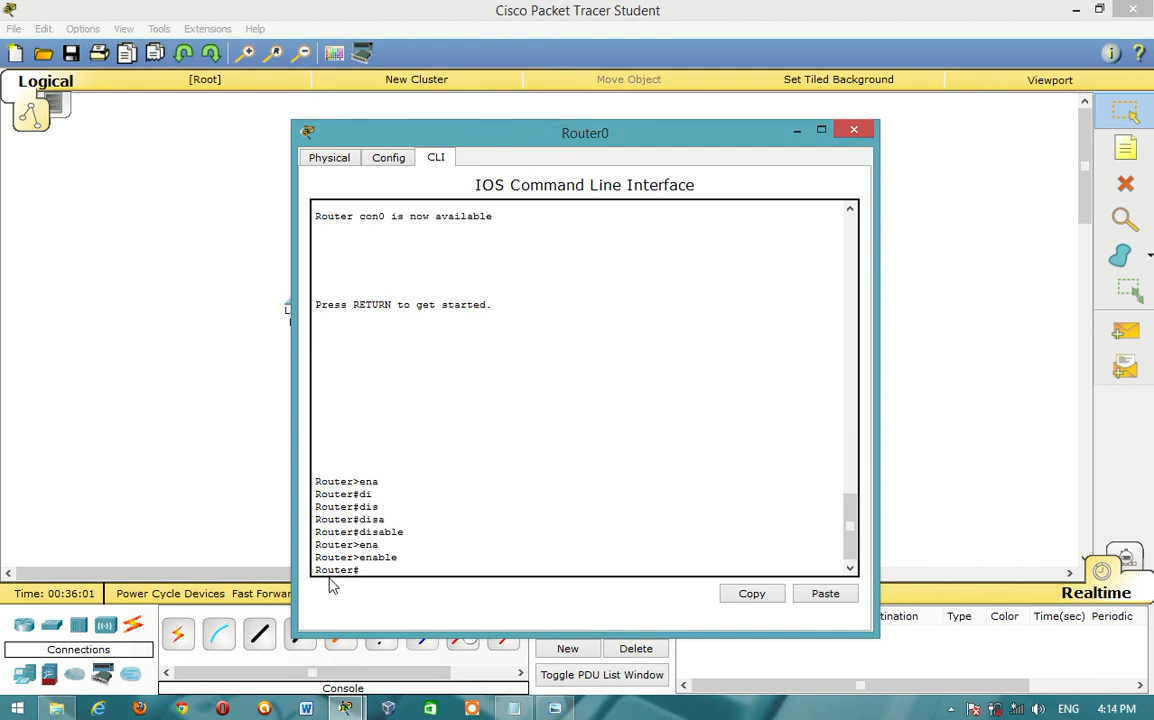 Cisco Packet Tracer Student
File Edit Options View Tools Extensions Help
Logical [Root] New Cluster Move Object Set Tiled Background Viewport
Router0
Physical Config CLI
IOS Command Line Interface
Router con0 is now available
Press RETURN to get started.
Router>ena
Router#di
Router#dis
Router#disa
Router#disable
Router>ena
Router>enable
Router#
Copy Paste
Time: 00:36:01 Power Cycle Devices Fast Forwar
Realtime
Connections
Console
New Delete
Toggle PDU List Window
tination Type Color Time(sec) Periodic
ENG 4:14 PM